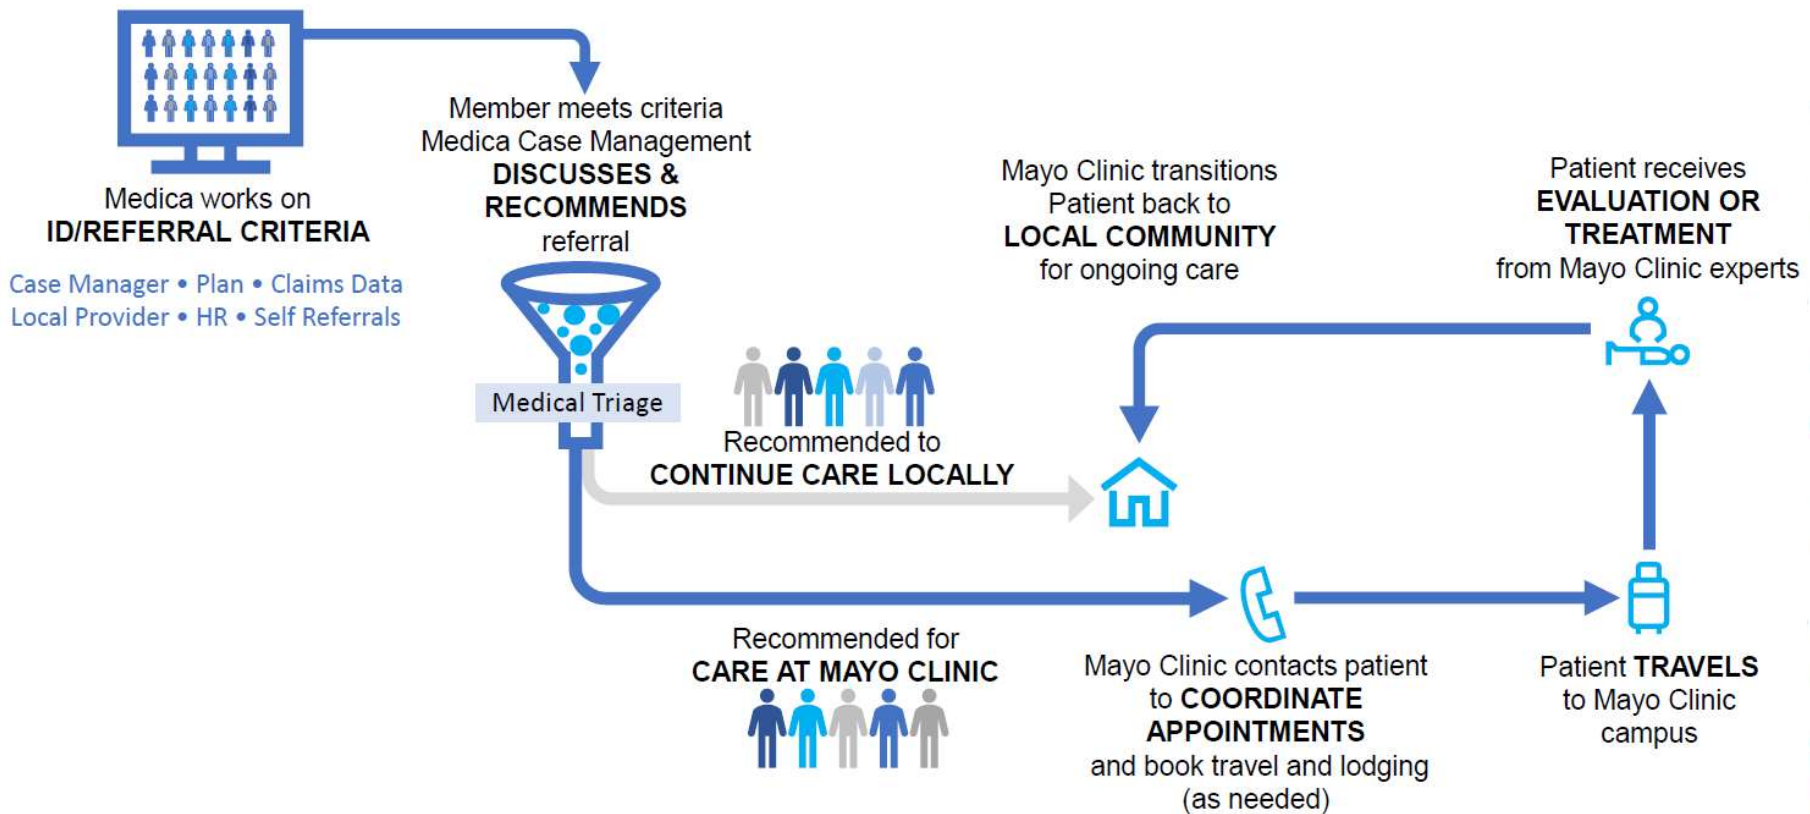 Medica works on
ID/REFERRAL CRITERIA
Case Manager • Plan • Claims Data
Local Provider • HR • Self Referrals
Member meets criteria
Medica Case Management
DISCUSSES &
RECOMMENDS
referral
Medical Triage
Recommended to
CONTINUE CARE LOCALLY
Recommended for
CARE AT MAYO CLINIC
Mayo Clinic contacts patient
to COORDINATE
APPOINTMENTS
and book travel and lodging
(as needed)
Patient TRAVELS
to Mayo Clinic
campus
Patient receives
EVALUATION OR
TREATMENT
from Mayo Clinic experts
Mayo Clinic transitions
Patient back to
LOCAL COMMUNITY
for ongoing care